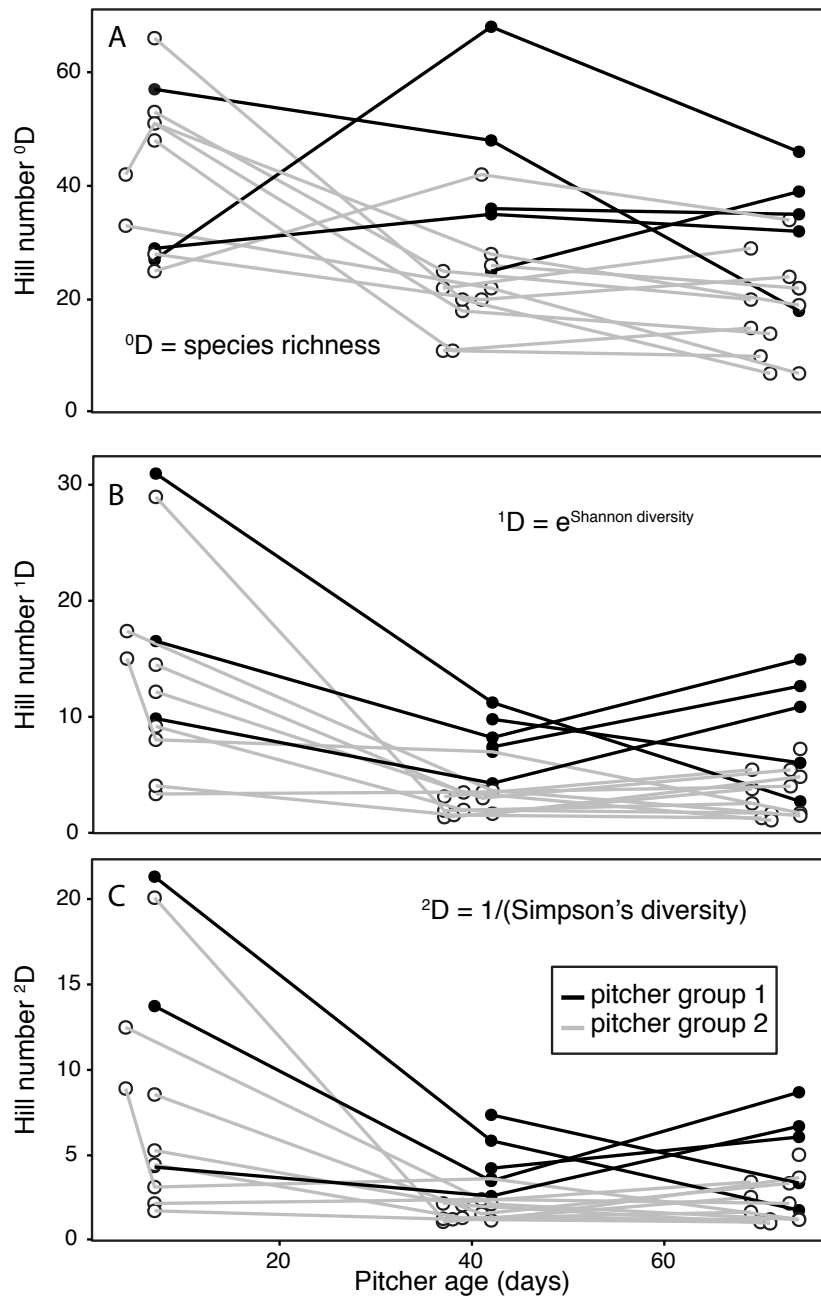 A
60
40
20
0
Hill number ⁰D
⁰D = species richness
B
30
20
10
0
Hill number ¹D
¹D = e^Shannon diversity
C
20
15
10
5
0
Hill number ²D
²D = 1/(Simpson's diversity)
pitcher group 1
pitcher group 2
20 40 60
Pitcher age (days)